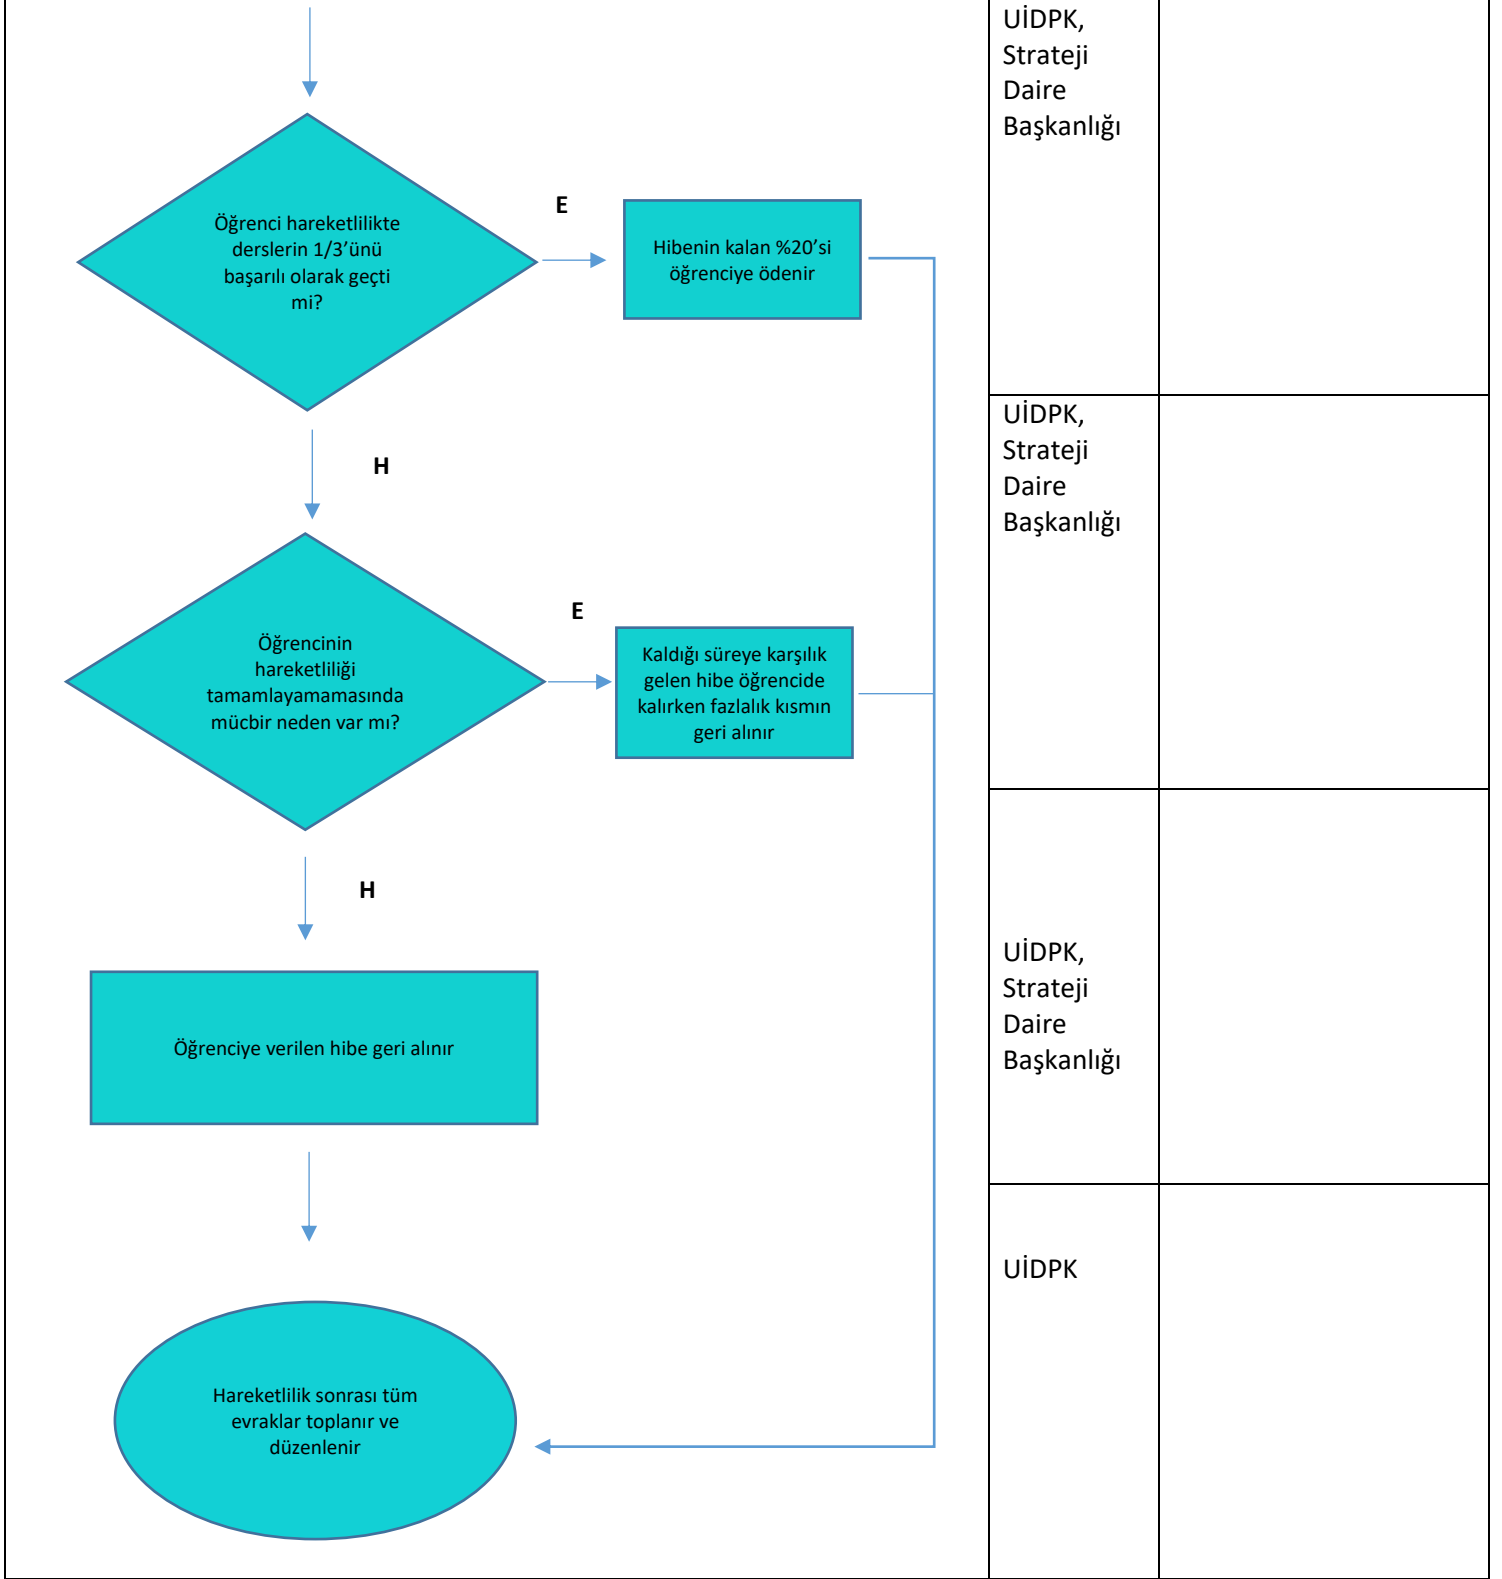 UİDPK,
Strateji
Daire
Başkanlığı
Öğrenci hareketlilikte
derslerin 1/3’ünü
başarılı olarak geçti
mi?
E
Hibenin kalan %20’si
öğrenciye ödenir
H
UİDPK,
Strateji
Daire
Başkanlığı
Öğrencinin
hareketliliği
tamamlayamamasında
mücbir neden var mı?
E
Kaldığı süreye karşılık
gelen hibe öğrencide
kalırken fazlalık kısmın
geri alınır
H
UİDPK,
Strateji
Daire
Başkanlığı
Öğrenciye verilen hibe geri alınır
UİDPK
Hareketlilik sonrası tüm
evraklar toplanır ve
düzenlenir